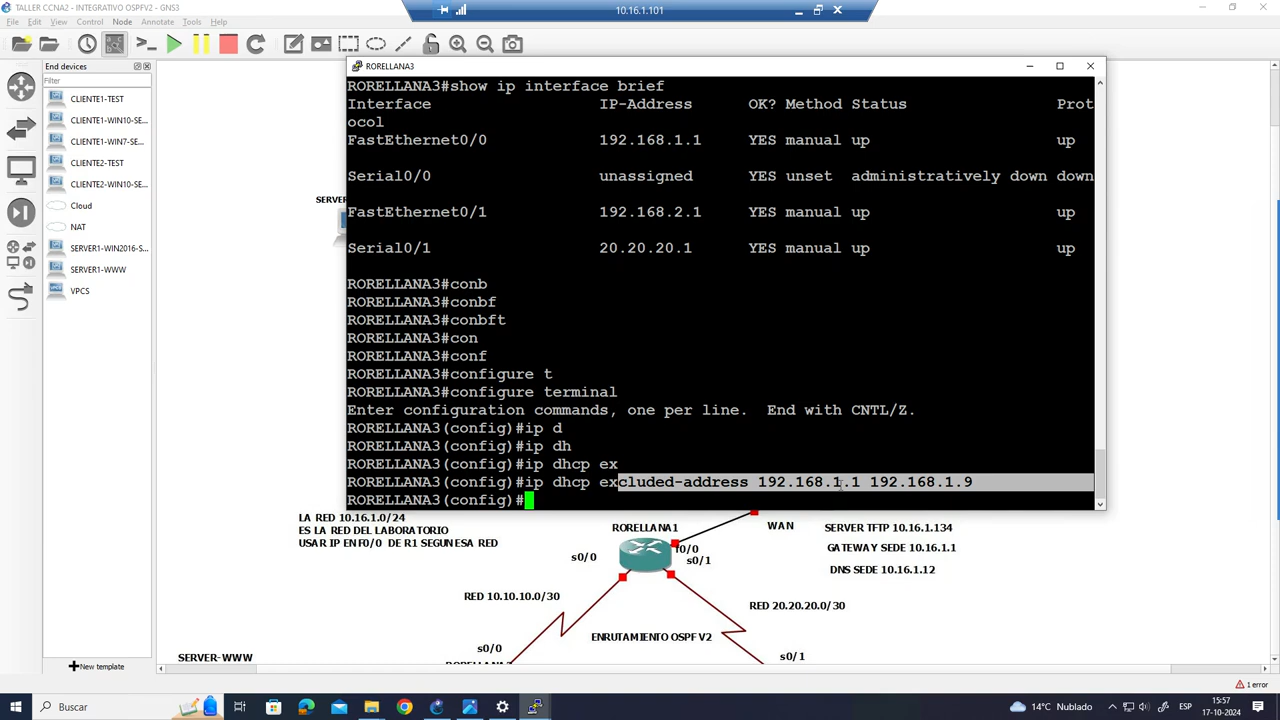 TALLER CCNA2 - INTEGRATIVO OSPFV2 - GNS3
10.16.1.101
File Edit View Control Node Annotate Tools Help
End devices
Filter
CLIENTE1-TEST
CLIENTE1-WIN10-SE...
CLIENTE1-WIN7-SE...
CLIENTE2-TEST
CLIENTE2-WIN10-SE...
Cloud
NAT
SERVER1-WIN2016-S...
SERVER1-WWW
VPCS
New template
SERVER
RORELLANA3
RORELLANA3#show ip interface brief
Interface IP-Address OK? Method Status Prot
ocol
FastEthernet0/0 192.168.1.1 YES manual up up
Serial0/0 unassigned YES unset administratively down down
FastEthernet0/1 192.168.2.1 YES manual up up
Serial0/1 20.20.20.1 YES manual up up
RORELLANA3#conb
RORELLANA3#conbf
RORELLANA3#conbft
RORELLANA3#con
RORELLANA3#conf
RORELLANA3#configure t
RORELLANA3#configure terminal
Enter configuration commands, one per line. End with CNTL/Z.
RORELLANA3(config)#ip d
RORELLANA3(config)#ip dh
RORELLANA3(config)#ip dhcp ex
RORELLANA3(config)#ip dhcp excluded-address 192.168.1.1 192.168.1.9
RORELLANA3(config)#
LA RED 10.16.1.0/24
ES LA RED DEL LABORATORIO
USAR IP EN F0/0 DE R1 SEGUN ESA RED
RORELLANA1
WAN
SERVER TFTP 10.16.1.134
GATEWAY SEDE 10.16.1.1
DNS SEDE 10.16.1.12
s0/0
f0/0
s0/1
RED 10.10.10.0/30
RED 20.20.20.0/30
ENRUTAMIENTO OSPF V2
s0/0
s0/1
SERVER-WWW
1 error
Buscar
14°C Nublado
ESP
15:57
17-10-2024